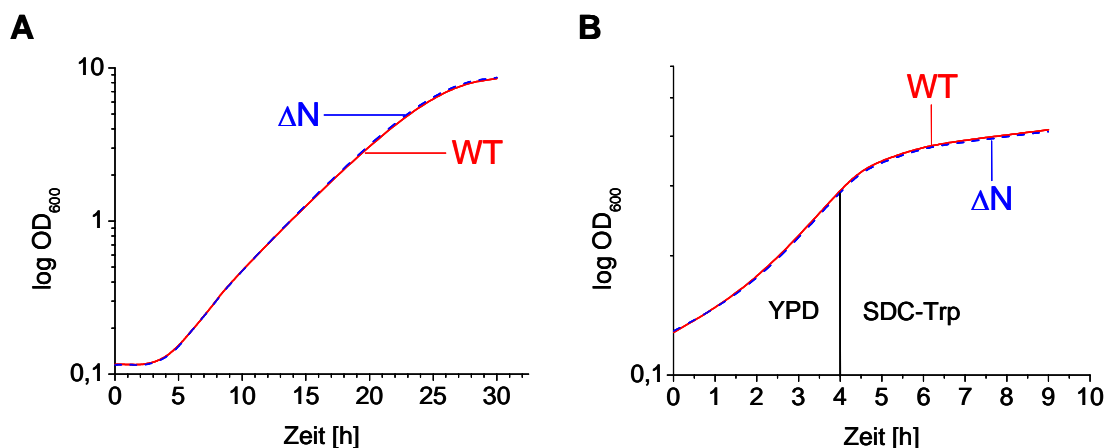 A
10
1
0,1
log OD600
ΔN
WT
0 5 10 15 20 25 30
Zeit [h]
B
WT
ΔN
YPD
SDC-Trp
log OD600
0,1
0 1 2 3 4 5 6 7 8 9 10
Zeit [h]